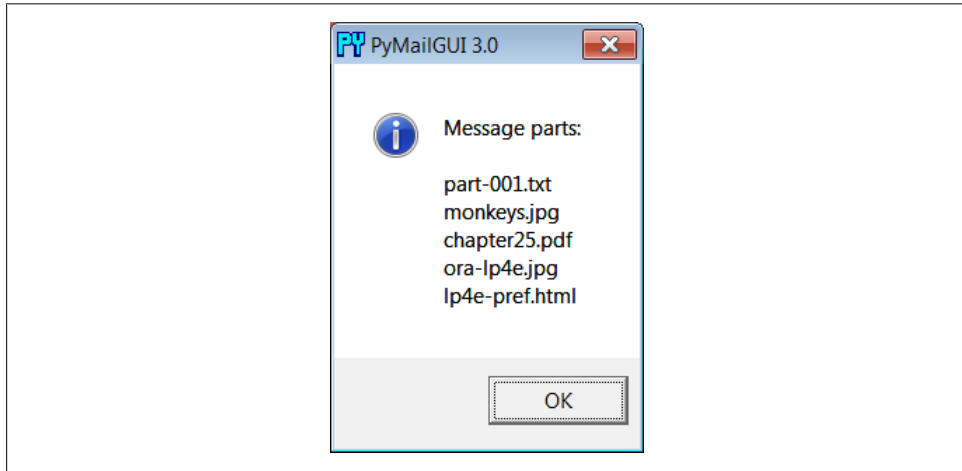 PY PyMailGUI 3.0
Message parts:
part-001.txt
monkeys.jpg
chapter25.pdf
ora-lp4e.jpg
lp4e-pref.html
OK